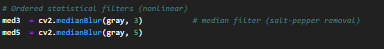 # Ordered statistical filters (nonlinear)
med3  = cv2.medianBlur(gray, 3)          # median filter (salt-pepper removal)
med5  = cv2.medianBlur(gray, 5)